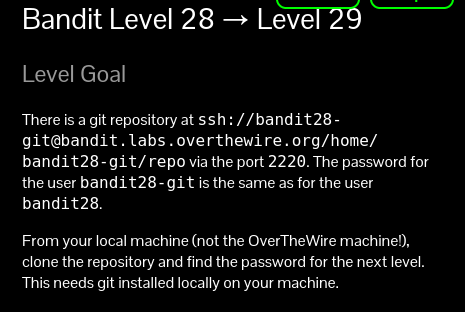 Bandit Level 28 → Level 29
Level Goal
There is a git repository at ssh://bandit28-
git@bandit.labs.overthewire.org/home/
bandit28-git/repo via the port 2220. The password for
the user bandit28-git is the same as for the user
bandit28.
From your local machine (not the OverTheWire machine!),
clone the repository and find the password for the next level.
This needs git installed locally on your machine.